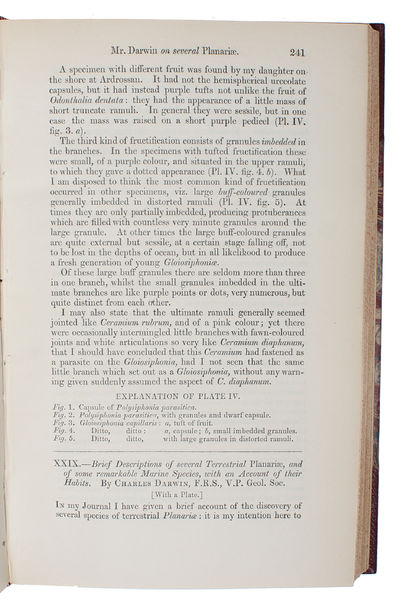 Mr. Darwin on several Planariæ. 241
A specimen with different fruit was found by my daughter on
the shore at Ardrossan. It had not the hemispherical urceolate
capsules, but it had instead purple tufts not unlike the fruit of
Odonthalia dentata: they had the appearance of a little mass of
short truncate ramuli. In general they were sessile, but in one
case the mass was raised on a short purple pedicel (Pl. IV.
fig. 3. a).
The third kind of fructification consists of granules imbedded in
the branches. In the specimens with tufted fructification these
were small, of a purple colour, and situated in the upper ramuli,
to which they gave a dotted appearance (Pl. IV. fig. 4. b). What
I am disposed to think the most common kind of fructification
occurred in other specimens, viz. large buff-coloured granules
generally imbedded in distorted ramuli (Pl. IV. fig. 5). At
times they are only partially imbedded, producing protuberances
which are filled with countless very minute granules around the
large granule. At other times the large buff-coloured granules
are quite external but sessile, at a certain stage falling off, not
to be lost in the depths of ocean, but in all likelihood to produce
a fresh generation of young Gloiosiphoniæ.
Of these large buff granules there are seldom more than three
in one branch, whilst the small granules imbedded in the ulti-
mate branches are like purple points or dots, very numerous, but
quite distinct from each other.
I may also state that the ultimate ramuli generally seemed
jointed like Ceramium rubrum, and of a pink colour; yet there
were occasionally intermingled little branches with fawn-coloured
joints and white articulations so very like Ceramium diaphanum,
that I should have concluded that this Ceramium had fastened as
a parasite on the Gloiosiphonia, had I not seen that the same
little branch which set out as a Gloiosiphonia, without any warn-
ing given suddenly assumed the aspect of C. diaphanum.
EXPLANATION OF PLATE IV.
Fig. 1. Capsule of Polysiphonia parasitica.
Fig. 2. Polysiphonia parasitica, with granules and dwarf capsule.
Fig. 3. Gloiosiphonia capillaris: a, tuft of fruit.
Fig. 4. Ditto, ditto: a, capsule; b, small imbedded granules.
Fig. 5. Ditto, ditto, with large granules in distorted ramuli.
XXIX.—Brief Descriptions of several Terrestrial Planariæ, and
of some remarkable Marine Species, with an Account of their
Habits. By CHARLES DARWIN, F.R.S., V.P. Geol. Soc.
[With a Plate.]
IN my Journal I have given a brief account of the discovery of
several species of terrestrial Planariæ: it is my intention here to